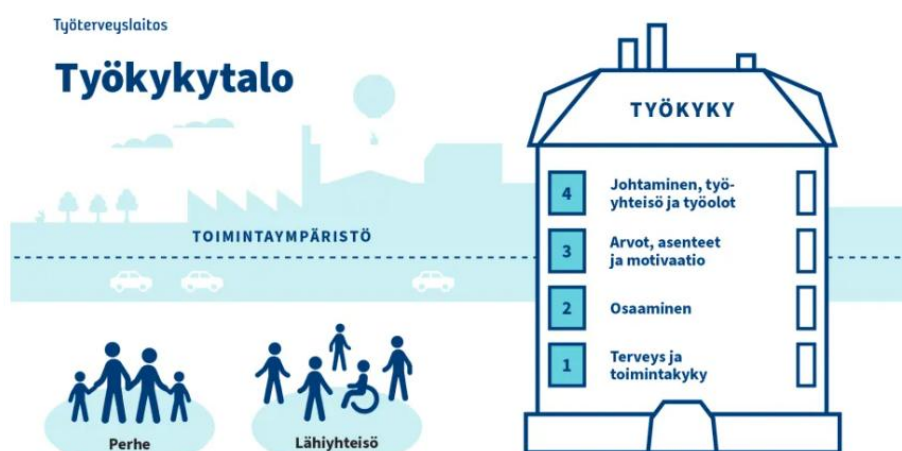 Työterveyslaitos
Työkykytalo
TOIMINTAYMPÄRISTÖ
Perhe
Lähiyhteisö
TYÖKYKY
4
Johtaminen, työ-
yhteisö ja työolot
3
Arvot, asenteet
ja motivaatio
2
Osaaminen
1
Terveys ja
toimintakyky